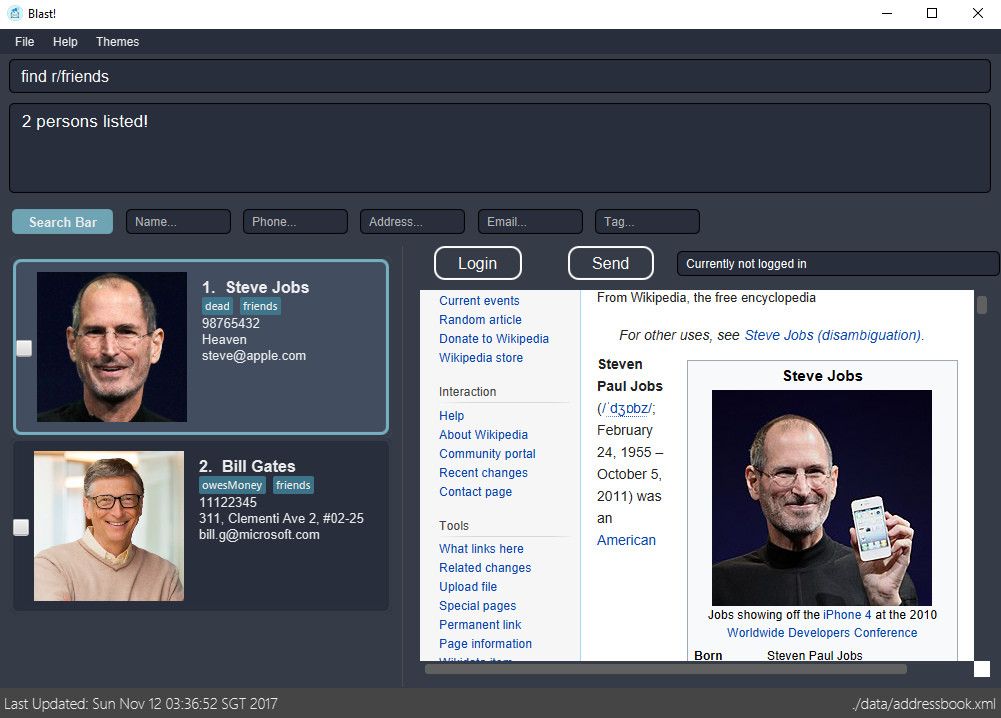 Blast!
File Help Themes
find r/friends
2 persons listed!
Search Bar Name... Phone... Address... Email... Tag...
Login Send Currently not logged in
1. Steve Jobs
dead friends
98765432
Heaven
steve@apple.com
2. Bill Gates
owesMoney friends
11122345
311, Clementi Ave 2, #02-25
bill.g@microsoft.com
Current events
Random article
Donate to Wikipedia
Wikipedia store
Interaction
Help
About Wikipedia
Community portal
Recent changes
Contact page
Tools
What links here
Related changes
Upload file
Special pages
Permanent link
Page information
Wikidata item
From Wikipedia, the free encyclopedia
For other uses, see Steve Jobs (disambiguation).
Steven
Paul Jobs
(/ˈdʒɒbz/;
February
24, 1955 –
October 5,
2011) was
an
American
Steve Jobs
Jobs showing off the iPhone 4 at the 2010
Worldwide Developers Conference
Born Steven Paul Jobs
Last Updated: Sun Nov 12 03:36:52 SGT 2017 ./data/addressbook.xml